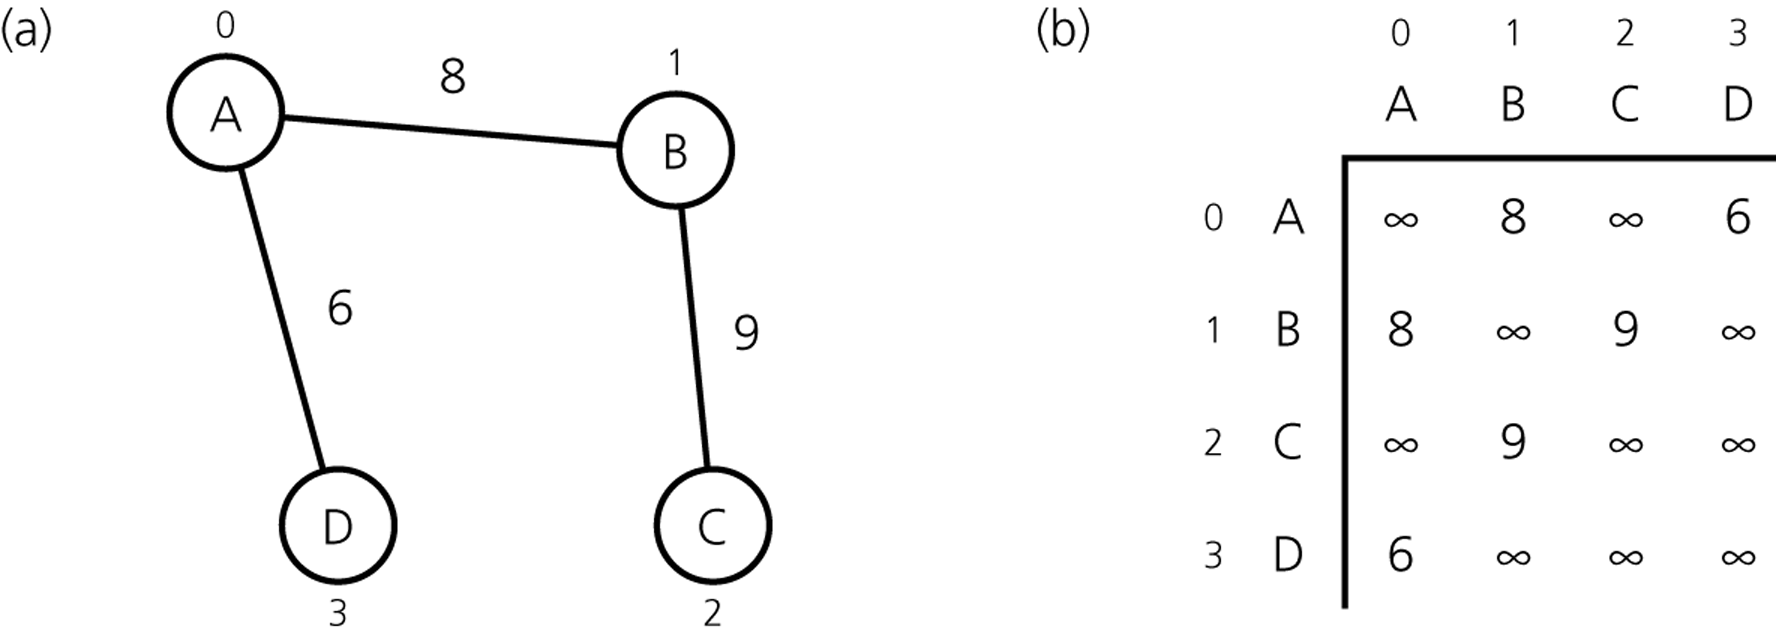 (a)
0
A
8
1
B
6
9
D
C
3
2
(b)
0 1 2 3
A B C D
0 A ∞ 8 ∞ 6
1 B 8 ∞ 9 ∞
2 C ∞ 9 ∞ ∞
3 D 6 ∞ ∞ ∞